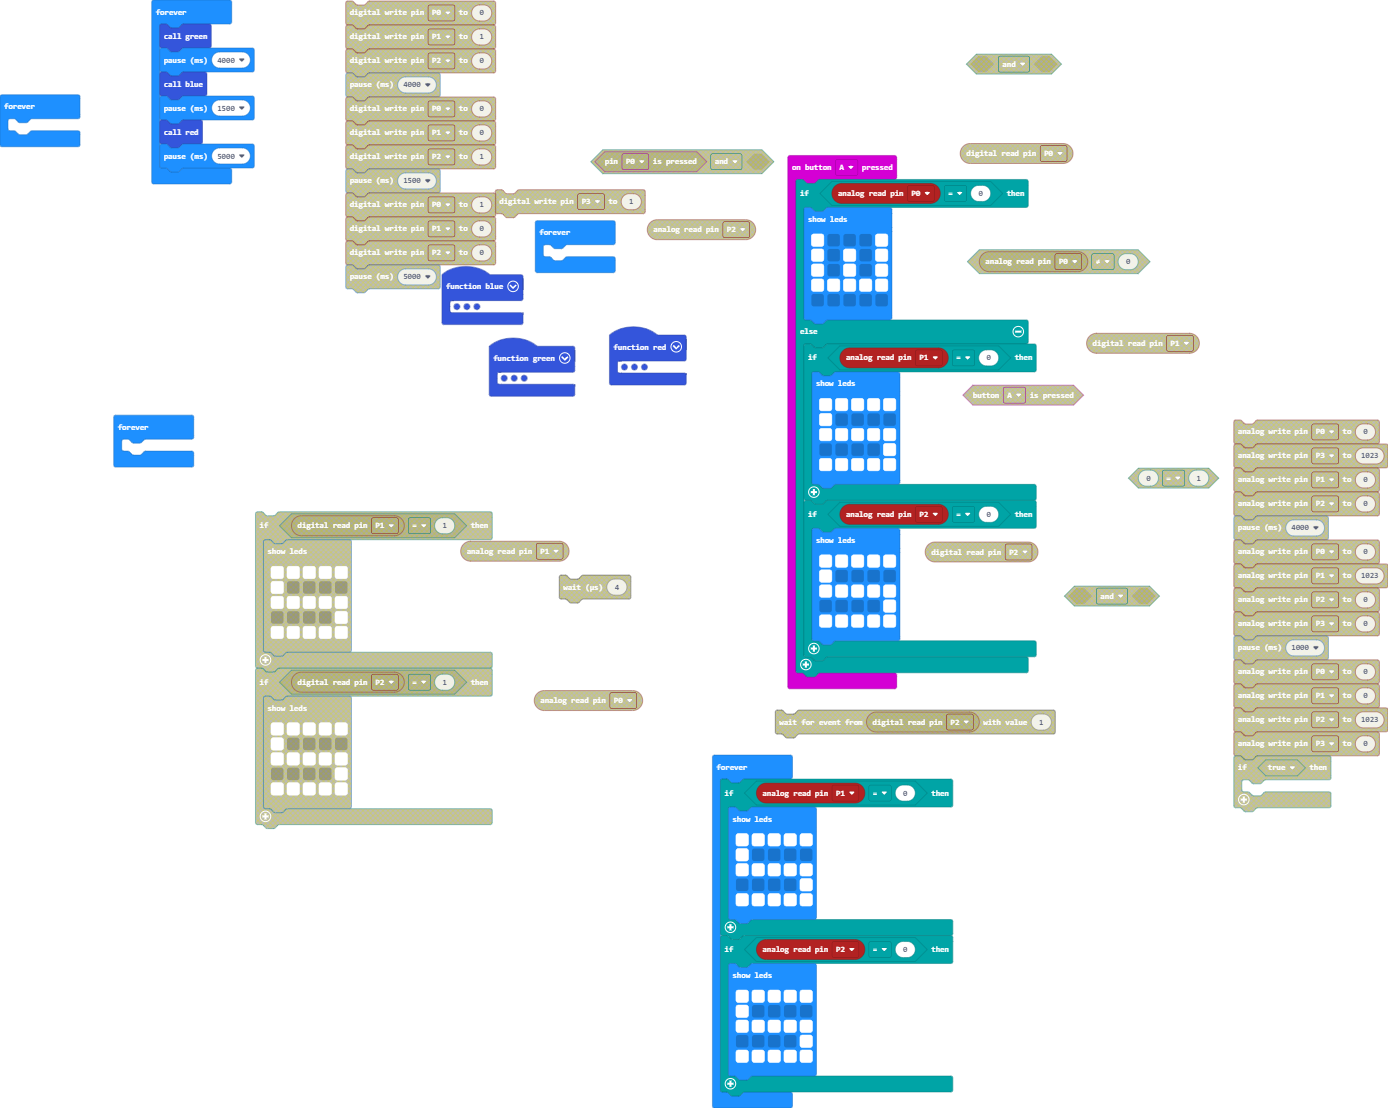 forever
call green
pause (ms) 4000
call blue
pause (ms) 1500
call red
pause (ms) 5000
forever
digital write pin P0 to 0
digital write pin P1 to 1
digital write pin P2 to 0
pause (ms) 4000
digital write pin P0 to 0
digital write pin P1 to 0
digital write pin P2 to 1
pause (ms) 1500
digital write pin P0 to 1
digital write pin P1 to 0
digital write pin P2 to 0
pause (ms) 5000
digital write pin P3 to 1
forever
function blue
function green
function red
pin P0 is pressed and
analog read pin P2
and
digital read pin P0
on button A pressed
if analog read pin P0 = 0 then
show leds
else
if analog read pin P1 = 0 then
show leds
if analog read pin P2 = 0 then
show leds
analog read pin P0 ≠ 0
digital read pin P1
button A is pressed
0 = 1
digital read pin P2
and
analog write pin P0 to 0
analog write pin P3 to 1023
analog write pin P1 to 0
analog write pin P2 to 0
pause (ms) 4000
analog write pin P0 to 0
analog write pin P1 to 1023
analog write pin P2 to 0
analog write pin P3 to 0
pause (ms) 1000
analog write pin P0 to 0
analog write pin P1 to 0
analog write pin P2 to 1023
analog write pin P3 to 0
if true then
forever
if digital read pin P1 = 1 then
show leds
if digital read pin P2 = 1 then
show leds
analog read pin P1
wait (µs) 4
analog read pin P0
wait for event from digital read pin P2 with value 1
forever
if analog read pin P1 = 0 then
show leds
if analog read pin P2 = 0 then
show leds